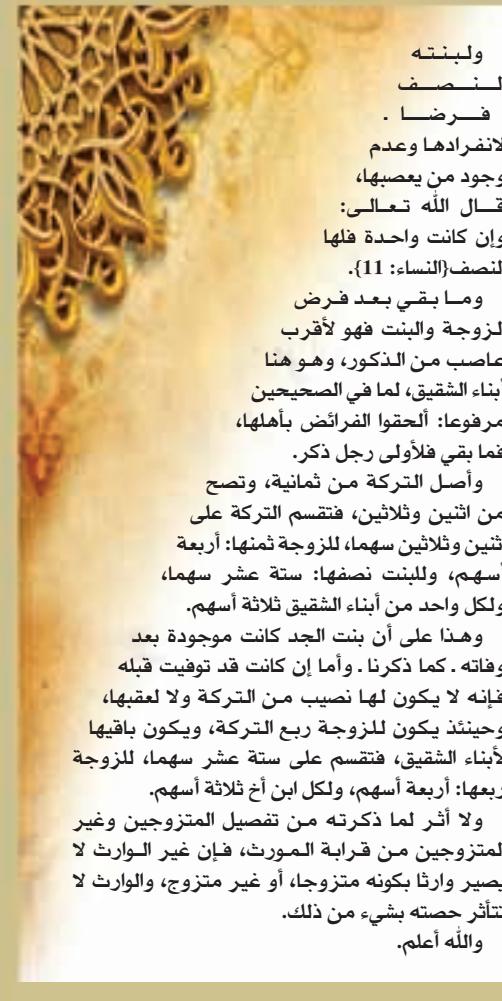 ولبنته
لنصف
فرضا .
لانفرادها وعدم
وجود من يعصبها،
قال الله تعالى:
وإن كانت واحدة فلها
لنصف{النساء: 11}.
وما بقي بعد فرض
لزوجة والبنت فهو لأقرب
عاصب من الذكور، وهو هنا
أبناء الشقيق، لما في الصحيحين
مرفوعا: ألحقوا الفرائض بأهلها،
فما بقي فلأولى رجل ذكر.
وأصل التركة من ثمانية، وتصح
من اثنين وثلاثين، فتقسم التركة على
ثنين وثلاثين سهما، للزوجة ثمنها: أربعة
أسهم، وللبنت نصفها: ستة عشر سهما،
ولكل واحد من أبناء الشقيق ثلاثة أسهم.
وهذا على أن بنت الجد كانت موجودة بعد
وفاته . كما ذكرنا . وأما إن كانت قد توفيت قبله
فإنه لا يكون لها نصيب من التركة ولا لعقبها،
وحينئذ يكون للزوجة ربع التركة، ويكون باقيها
لأبناء الشقيق، فتقسم على ستة عشر سهما، للزوجة
ربعها: أربعة أسهم، ولكل ابن أخ ثلاثة أسهم.
ولا أثر لما ذكرته من تفصيل المتزوجين وغير
لمتزوجين من قرابة المورث، فإن غير الوارث لا
يصير وارثا بكونه متزوجا، أو غير متزوج، والوارث لا
تتأثر حصته بشيء من ذلك.
والله أعلم.